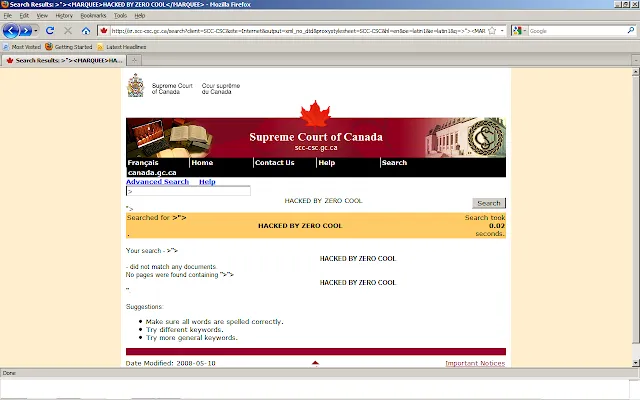 Search Results: >"><MARQUEE>HACKED BY ZERO COOL</MARQUEE> - Mozilla Firefox
File Edit View History Bookmarks Tools Help
http://sr.scc-csc.gc.ca/search?client=SCC-CSC&site=Internet&output=xml_no_dtd&proxystylesheet=SCC-CSC&hl=en&oe=latin1&ie=latin1&q=>"><MAR Google
Most Visited Getting Started Latest Headlines
Search Results: >"><MARQUEE>HA...
Supreme Court of Canada
Cour suprême du Canada
Supreme Court of Canada
scc-csc.gc.ca
Français Home Contact Us Help Search
canada.gc.ca
Advanced Search Help
>
HACKED BY ZERO COOL
Search
">
Searched for >">
HACKED BY ZERO COOL
.
Search took
0.02
seconds.
Your search - >">
HACKED BY ZERO COOL
- did not match any documents.
No pages were found containing ">">
HACKED BY ZERO COOL
"
Suggestions:
Make sure all words are spelled correctly.
Try different keywords.
Try more general keywords.
Date Modified: 2008-05-10 Important Notices
Done